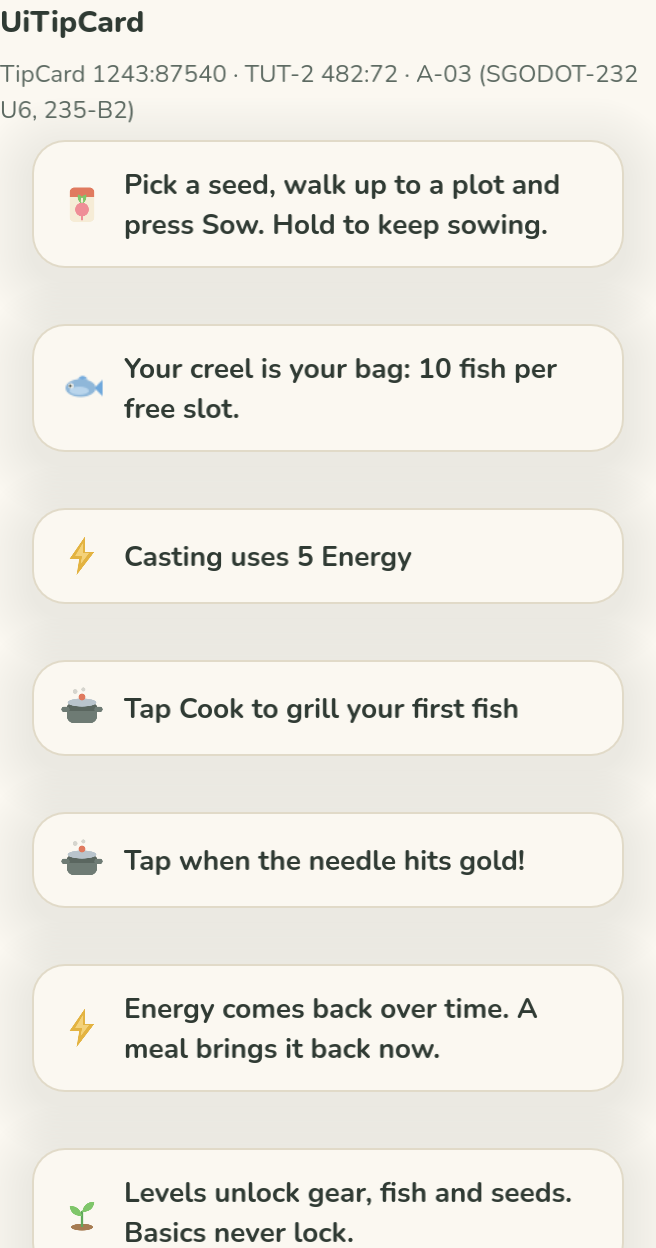 UiTipCard
TipCard 1243:87540 · TUT-2 482:72 · A-03 (SGODOT-232
U6, 235-B2)
Pick a seed, walk up to a plot and
press Sow. Hold to keep sowing.
Your creel is your bag: 10 fish per
free slot.
Casting uses 5 Energy
Tap Cook to grill your first fish
Tap when the needle hits gold!
Energy comes back over time. A
meal brings it back now.
Levels unlock gear, fish and seeds.
Basics never lock.